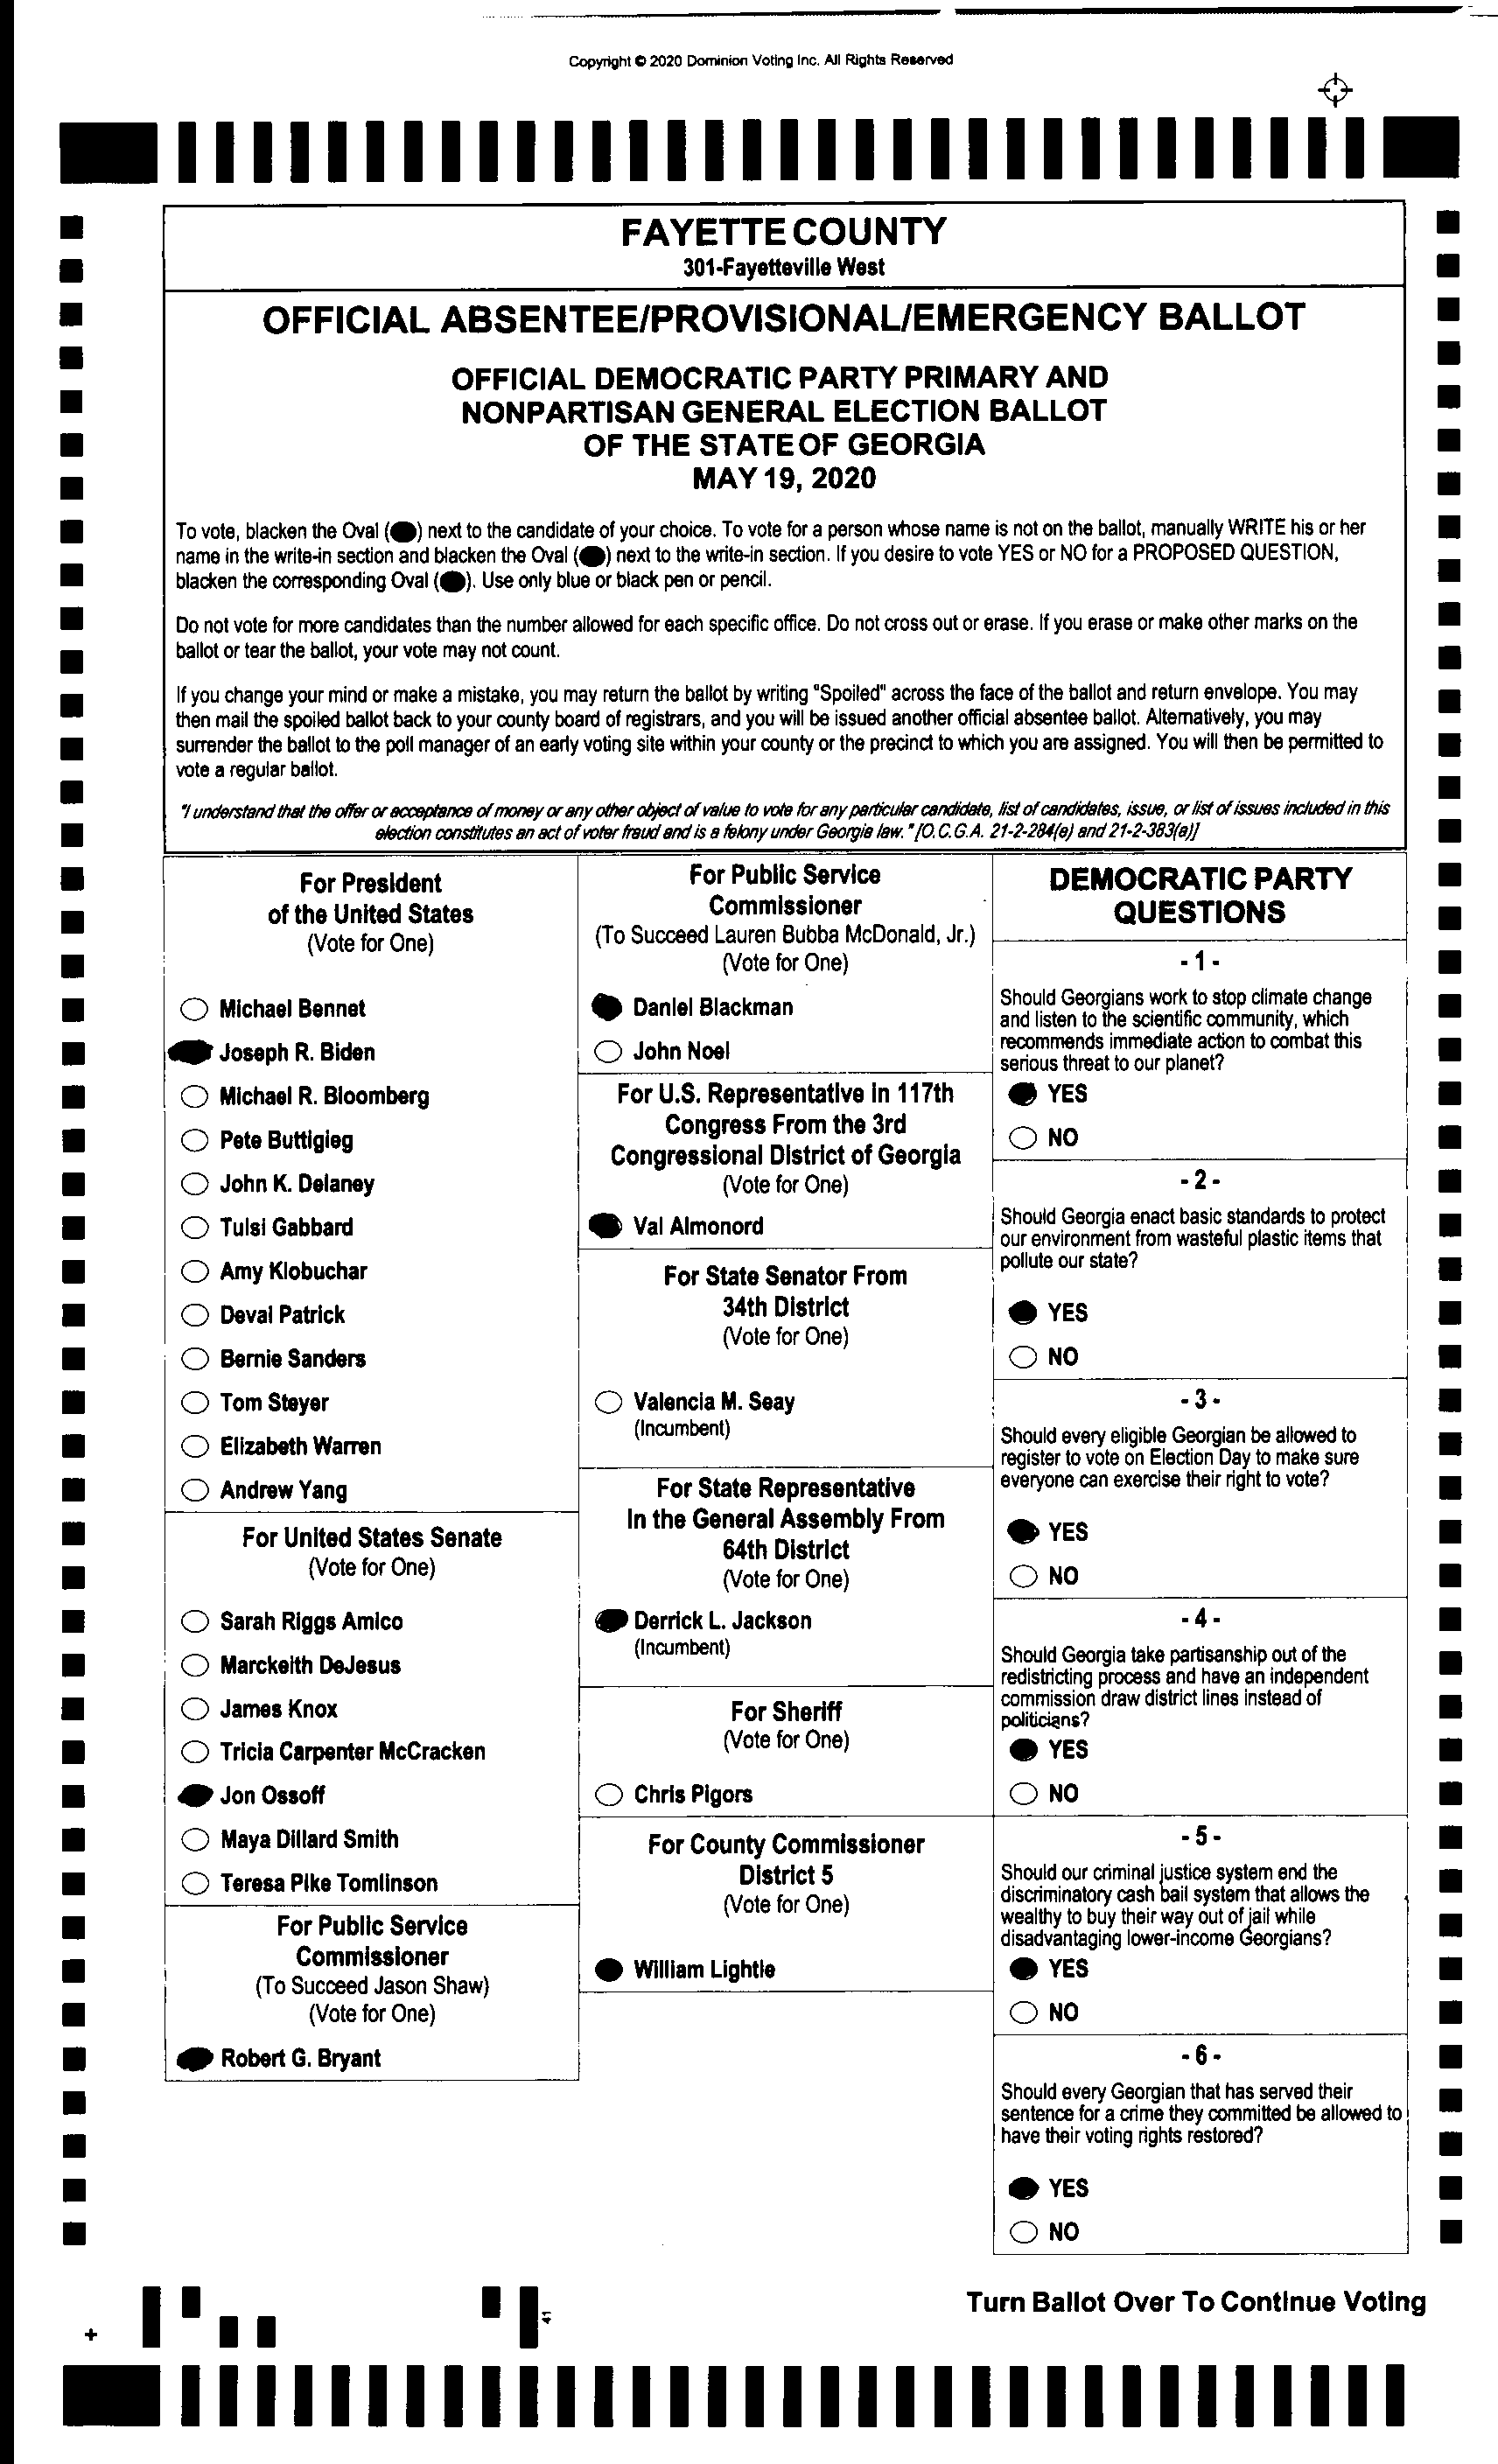 Copyright © 2020 Dominion Voting Inc. All Rights Reserved
FAYETTE COUNTY
301-Fayetteville West
OFFICIAL ABSENTEE/PROVISIONAL/EMERGENCY BALLOT
OFFICIAL DEMOCRATIC PARTY PRIMARY AND
NONPARTISAN GENERAL ELECTION BALLOT
OF THE STATE OF GEORGIA
MAY 19, 2020
To vote, blacken the Oval ( ) next to the candidate of your choice. To vote for a person whose name is not on the ballot, manually WRITE his or her
name in the write-in section and blacken the Oval ( ) next to the write-in section. If you desire to vote YES or NO for a PROPOSED QUESTION,
blacken the corresponding Oval ( ). Use only blue or black pen or pencil.
Do not vote for more candidates than the number allowed for each specific office. Do not cross out or erase. If you erase or make other marks on the
ballot or tear the ballot, your vote may not count.
If you change your mind or make a mistake, you may return the ballot by writing "Spoiled" across the face of the ballot and return envelope. You may
then mail the spoiled ballot back to your county board of registrars, and you will be issued another official absentee ballot. Alternatively, you may
surrender the ballot to the poll manager of an early voting site within your county or the precinct to which you are assigned. You will then be permitted to
vote a regular ballot.
"I understand that the offer or acceptance of money or any other object of value to vote for any particular candidate, list of candidates, issue, or list of issues included in this
election constitutes an act of voter fraud and is a felony under Georgia law." [O.C.G.A. 21-2-284(e) and 21-2-383(a)]
For President
of the United States
(Vote for One)
Michael Bennet
Joseph R. Biden
Michael R. Bloomberg
Pete Buttigieg
John K. Delaney
Tulsi Gabbard
Amy Klobuchar
Deval Patrick
Bernie Sanders
Tom Steyer
Elizabeth Warren
Andrew Yang
For United States Senate
(Vote for One)
Sarah Riggs Amico
Marckeith DeJesus
James Knox
Tricia Carpenter McCracken
Jon Ossoff
Maya Dillard Smith
Teresa Pike Tomlinson
For Public Service
Commissioner
(To Succeed Jason Shaw)
(Vote for One)
Robert G. Bryant
For Public Service
Commissioner
(To Succeed Lauren Bubba McDonald, Jr.)
(Vote for One)
Daniel Blackman
John Noel
For U.S. Representative in 117th
Congress From the 3rd
Congressional District of Georgia
(Vote for One)
Val Almonord
For State Senator From
34th District
(Vote for One)
Valencia M. Seay
(Incumbent)
For State Representative
In the General Assembly From
64th District
(Vote for One)
Derrick L. Jackson
(Incumbent)
For Sheriff
(Vote for One)
Chris Pigors
For County Commissioner
District 5
(Vote for One)
William Lightle
DEMOCRATIC PARTY
QUESTIONS
- 1 -
Should Georgians work to stop climate change
and listen to the scientific community, which
recommends immediate action to combat this
serious threat to our planet?
YES
NO
- 2 -
Should Georgia enact basic standards to protect
our environment from wasteful plastic items that
pollute our state?
YES
NO
- 3 -
Should every eligible Georgian be allowed to
register to vote on Election Day to make sure
everyone can exercise their right to vote?
YES
NO
- 4 -
Should Georgia take partisanship out of the
redistricting process and have an independent
commission draw district lines instead of
politicians?
YES
NO
- 5 -
Should our criminal justice system end the
discriminatory cash bail system that allows the
wealthy to buy their way out of jail while
disadvantaging lower-income Georgians?
YES
NO
- 6 -
Should every Georgian that has served their
sentence for a crime they committed be allowed to
have their voting rights restored?
YES
NO
41
Turn Ballot Over To Continue Voting